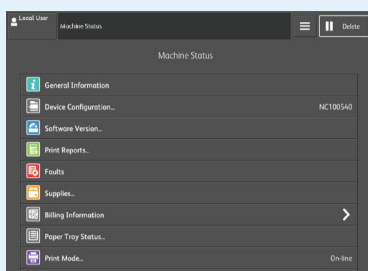 Local User
Machine Status
Delete
Machine Status
General Information
Device Configuration...
NC100540
Software Version...
Print Reports...
Faults
Supplies...
Billing Information
Paper Tray Status...
Print Mode...
On-line